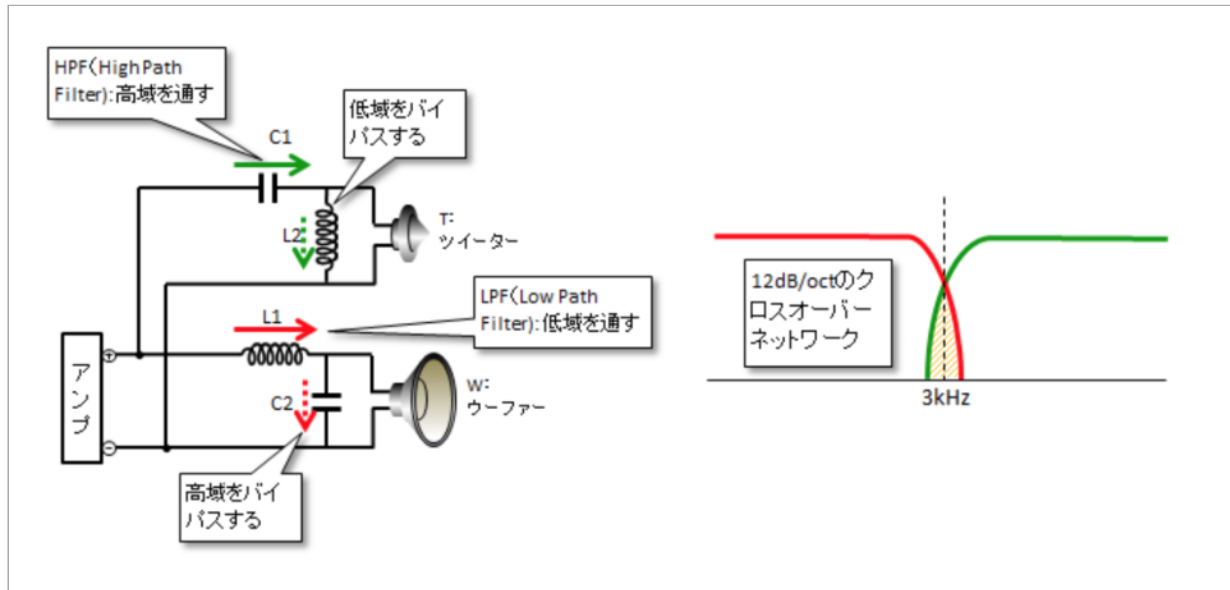 HPF(High Path
Filter):高域を通す
C1
低域をバイ
パスする
L2
T:
ツイーター
L1
LPF(Low Path
Filter):低域を通す
アンプ
+
−
C2
W:
ウーファー
高域をバイ
パスする
12dB/octのク
ロスオーバー
ネットワーク
3kHz